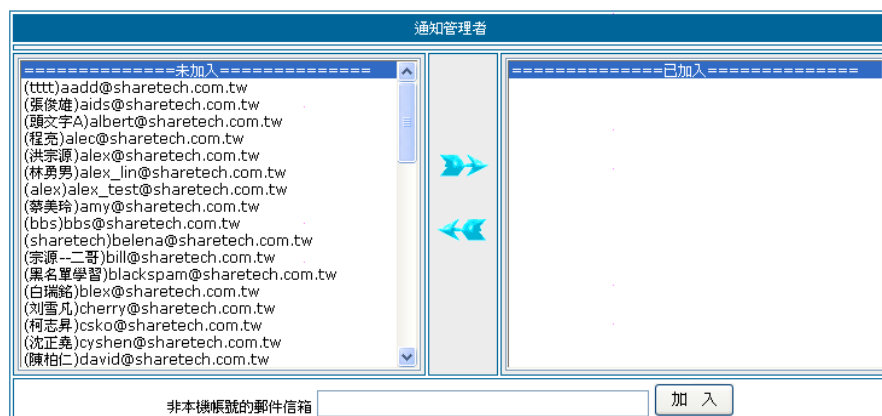 通知管理者
==============未加入==============
(tttt)aadd@sharetech.com.tw
(張俊雄)aids@sharetech.com.tw
(頭文字A)albert@sharetech.com.tw
(程亮)alec@sharetech.com.tw
(洪宗源)alex@sharetech.com.tw
(林勇男)alex_lin@sharetech.com.tw
(alex)alex_test@sharetech.com.tw
(蔡美玲)amy@sharetech.com.tw
(bbs)bbs@sharetech.com.tw
(sharetech)belena@sharetech.com.tw
(宗源--二哥)bill@sharetech.com.tw
(黑名單學習)blackspam@sharetech.com.tw
(白瑞銘)blex@sharetech.com.tw
(刘雪凡)cherry@sharetech.com.tw
(柯志昇)csko@sharetech.com.tw
(沈正堯)cyshen@sharetech.com.tw
(陳柏仁)david@sharetech.com.tw
==============已加入==============
非本機帳號的郵件信箱
加 入